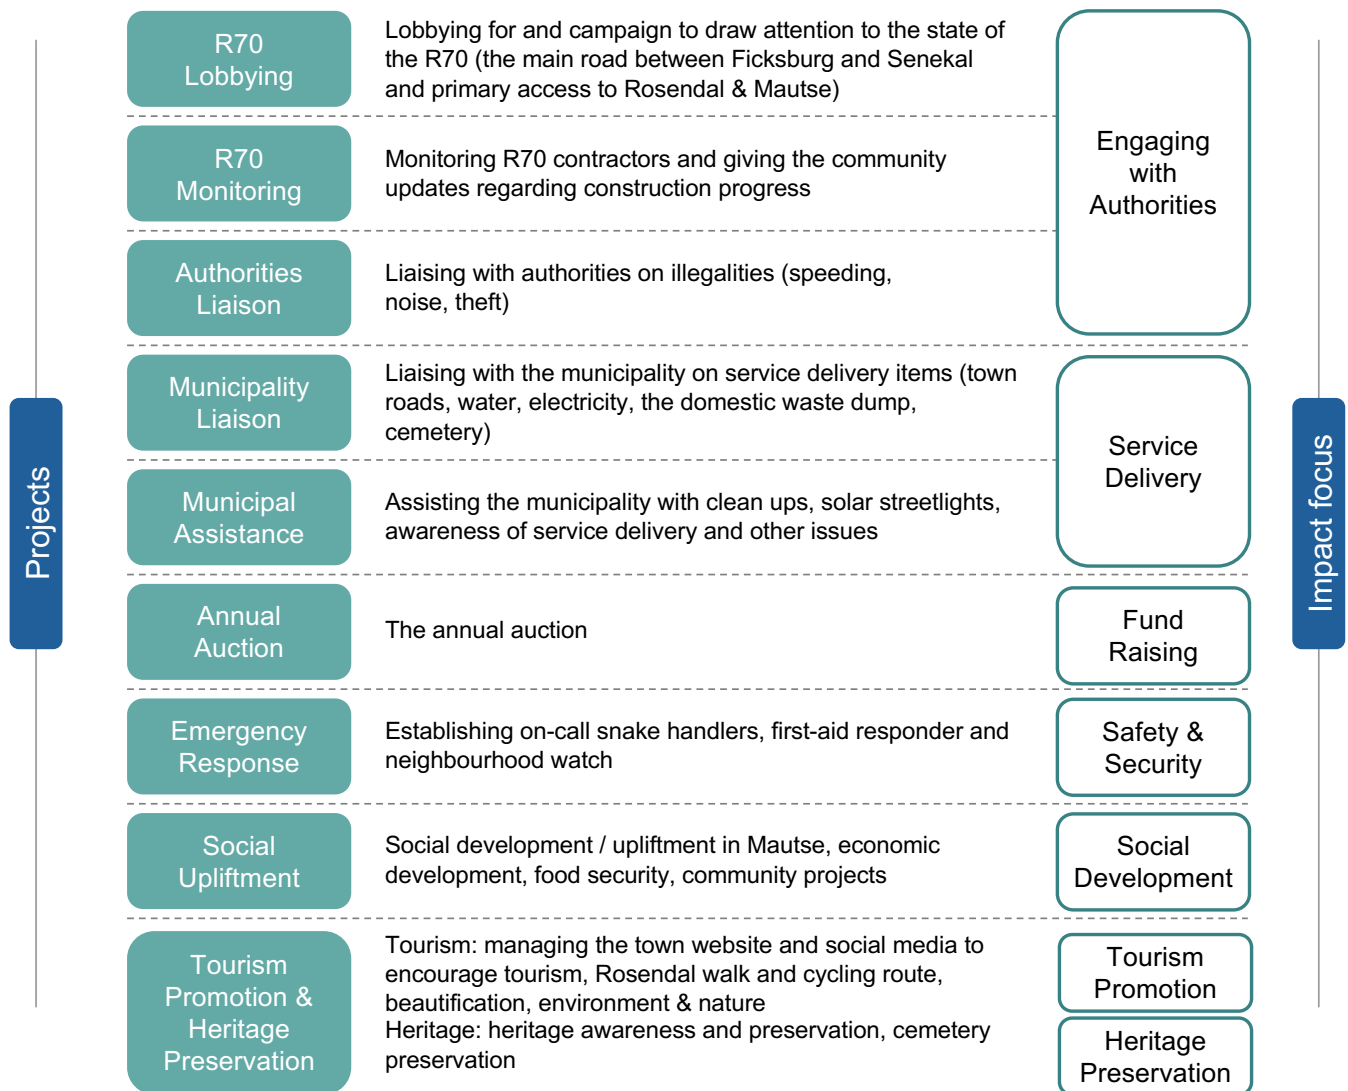 Projects
R70
Lobbying
Lobbying for and campaign to draw attention to the state of
the R70 (the main road between Ficksburg and Senekal
and primary access to Rosendal & Mautse)
R70
Monitoring
Monitoring R70 contractors and giving the community
updates regarding construction progress
Authorities
Liaison
Liaising with authorities on illegalities (speeding,
noise, theft)
Engaging
with
Authorities
Municipality
Liaison
Liaising with the municipality on service delivery items (town
roads, water, electricity, the domestic waste dump,
cemetery)
Municipal
Assistance
Assisting the municipality with clean ups, solar streetlights,
awareness of service delivery and other issues
Service
Delivery
Annual
Auction
The annual auction
Fund
Raising
Emergency
Response
Establishing on-call snake handlers, first-aid responder and
neighbourhood watch
Safety &
Security
Social
Upliftment
Social development / upliftment in Mautse, economic
development, food security, community projects
Social
Development
Tourism
Promotion &
Heritage
Preservation
Tourism: managing the town website and social media to
encourage tourism, Rosendal walk and cycling route,
beautification, environment & nature
Heritage: heritage awareness and preservation, cemetery
preservation
Tourism
Promotion
Heritage
Preservation
Impact focus